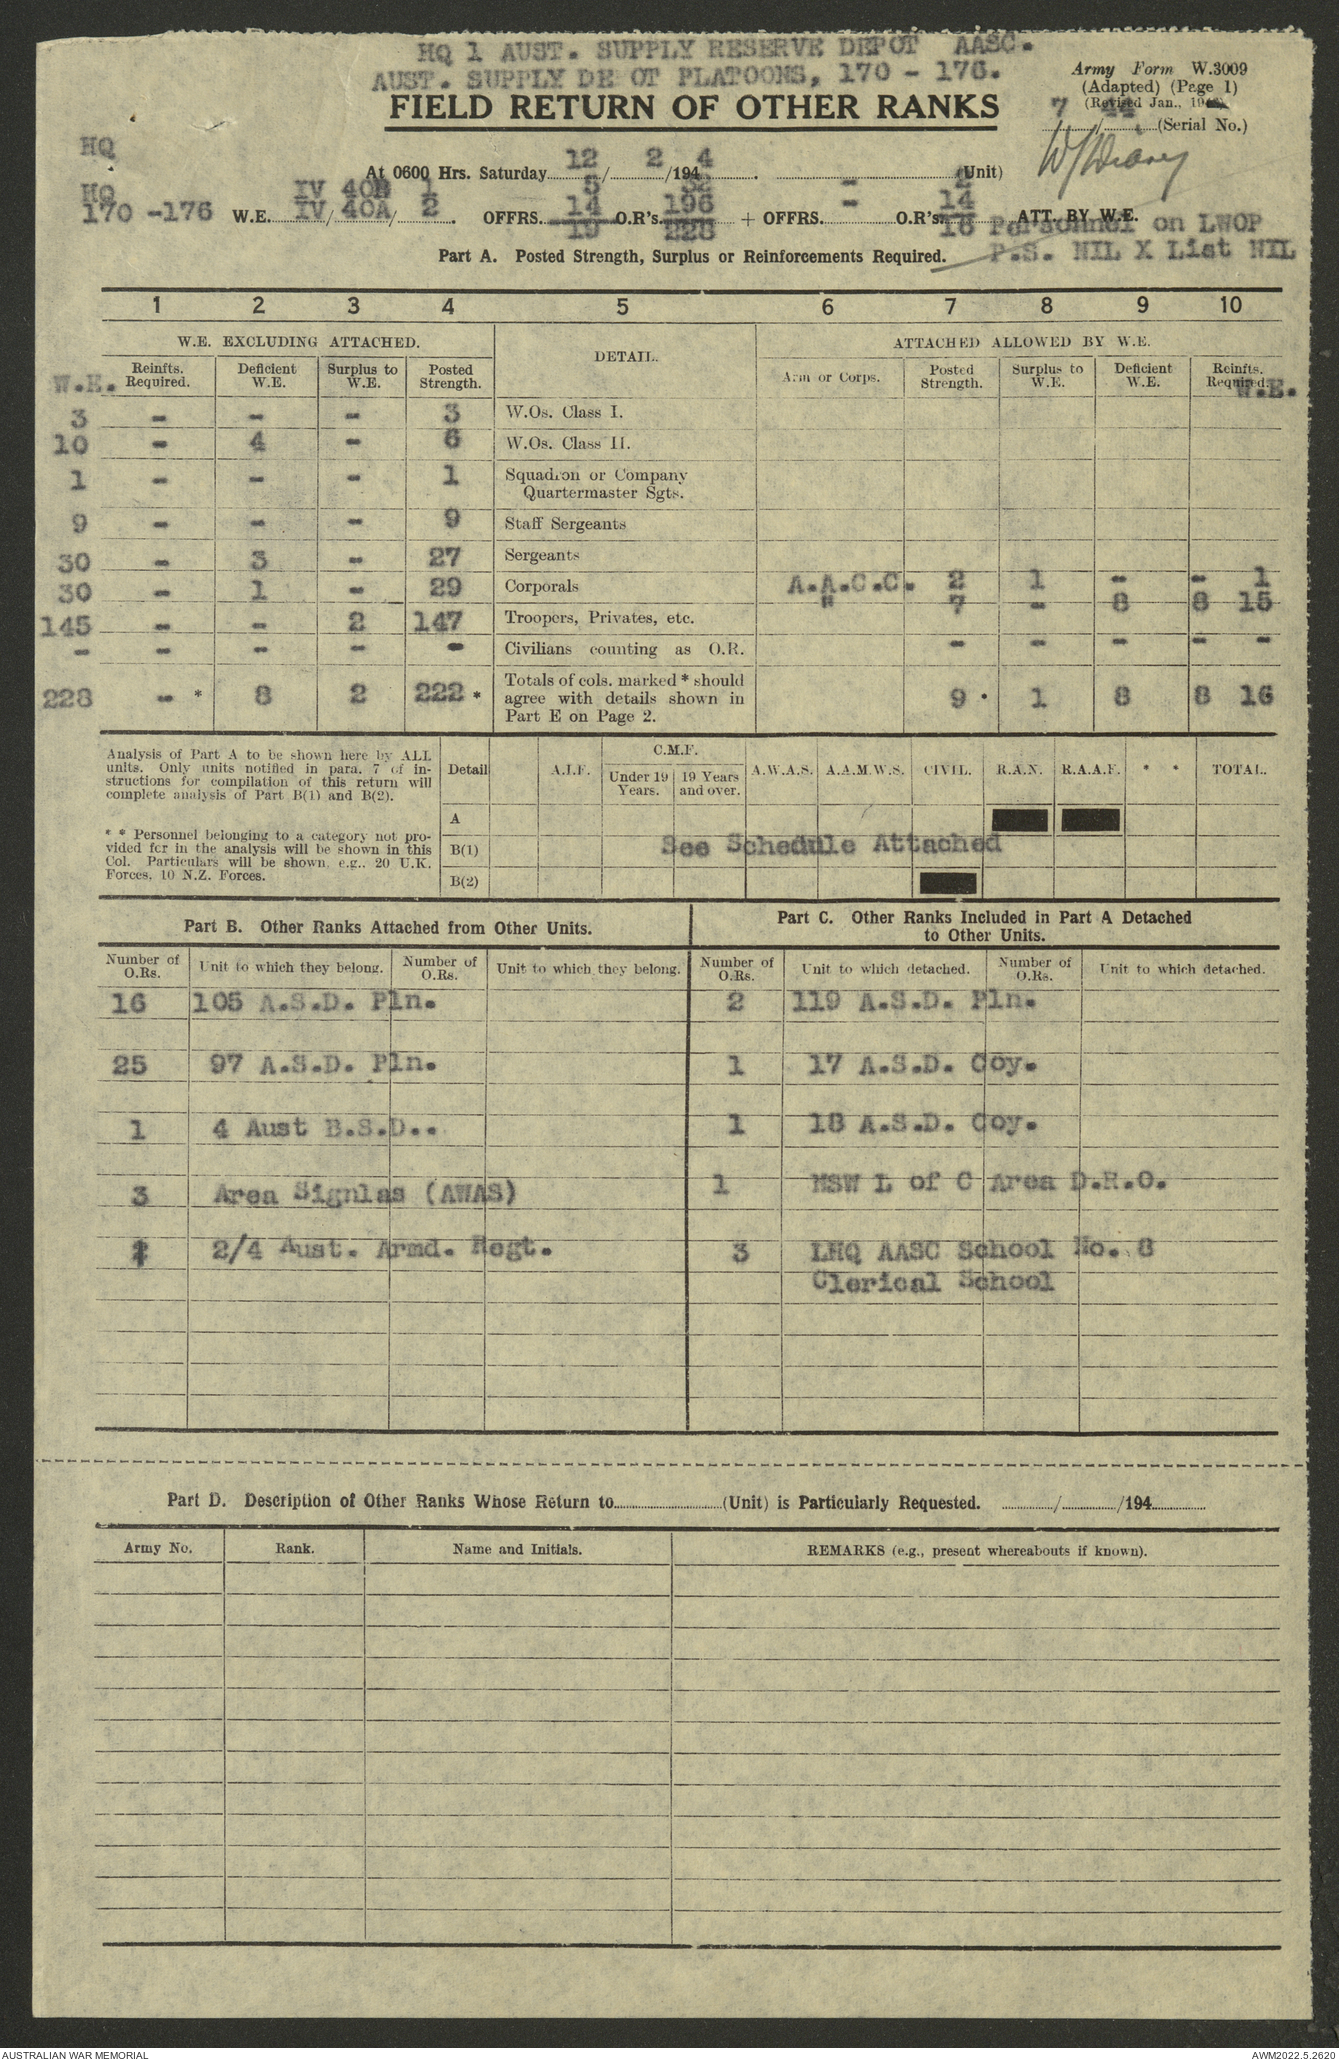 HQ 1 AUST. SUPPLY RESERVE DEPOT AASC.
AUST. SUPPLY DE OT PLATOONS, 170 - 176.
Army Form W.3009
(Adapted) (Page 1)
(Revised Jan., 194
FIELD RETURN OF OTHER RANKS
7 / 44 (Serial No.)
HQ
At 0600 Hrs. Saturday 12 / 2 /194 4 (Unit)
HQ IV 40B 1 5 32 - 2
170 -176 W.E. IV / 40A / 2 . OFFRS. 14 O.R's. 196 + OFFRS. - O.R's 14 ATT. BY W.E.
19 228 16 Personnel on LWOP
Part A. Posted Strength, Surplus or Reinforcements Required. P.S. NIL X List NIL
1 2 3 4 5 6 7 8 9 10
W.E. EXCLUDING ATTACHED. DETAIL. ATTACHED ALLOWED BY W.E.
W.E. Reinfts. Required. Deficient W.E. Surplus to W.E. Posted Strength. Arm or Corps. Posted Strength. Surplus to W.E. Deficient W.E. Reinfts. Required. W.E.
3 - - - 3 W.Os. Class I.
10 - 4 - 6 W.Os. Class II.
1 - - - 1 Squadron or Company
Quartermaster Sgts.
9 - - - 9 Staff Sergeants
30 - 3 - 27 Sergeants
30 - 1 - 29 Corporals A.A.C.C. 2 1 - - 1
145 - - 2 147 Troopers, Privates, etc. " 7 - 8 8 15
- - - - - Civilians counting as O.R. - - - - -
228 - * 8 2 222 * Totals of cols. marked * should
agree with details shown in
Part E on Page 2. 9 · 1 8 8 16
Analysis of Part A to be shown here by ALL
units. Only units notified in para. 7 of in-
structions for compilation of this return will
complete analysis of Part B(1) and B(2).
* * Personnel belonging to a category not pro-
vided for in the analysis will be shown in this
Col. Particulars will be shown, e.g., 20 U.K.
Forces, 10 N.Z. Forces.
Detail A.I.F. C.M.F. Under 19 Years. 19 Years and over. A.W.A.S. A.A.M.W.S. CIVIL. R.A.N. R.A.A.F. * * TOTAL.
A
B(1) See Schedule Attached
B(2)
Part B. Other Ranks Attached from Other Units.
Part C. Other Ranks Included in Part A Detached
to Other Units.
Number of O.Rs. Unit to which they belong. Number of O.Rs. Unit to which they belong. Number of O.Rs. Unit to which detached. Number of O.Rs. Unit to which detached.
16 105 A.S.D. Pln. 2 119 A.S.D. Pln.
25 97 A.S.D. Pln. 1 17 A.S.D. Coy.
1 4 Aust B.S.D.. 1 18 A.S.D. Coy.
3 Area Signlas (AWAS) 1 NSW L of C Area D.R.O.
2/4 Aust. Armd. Regt. 3 LHQ AASC School No. 8
Clerical School
Part D. Description of Other Ranks Whose Return to (Unit) is Particularly Requested. / /194
Army No. Rank. Name and Initials. REMARKS (e.g., present whereabouts if known).
AUSTRALIAN WAR MEMORIAL AWM2022.5.2620